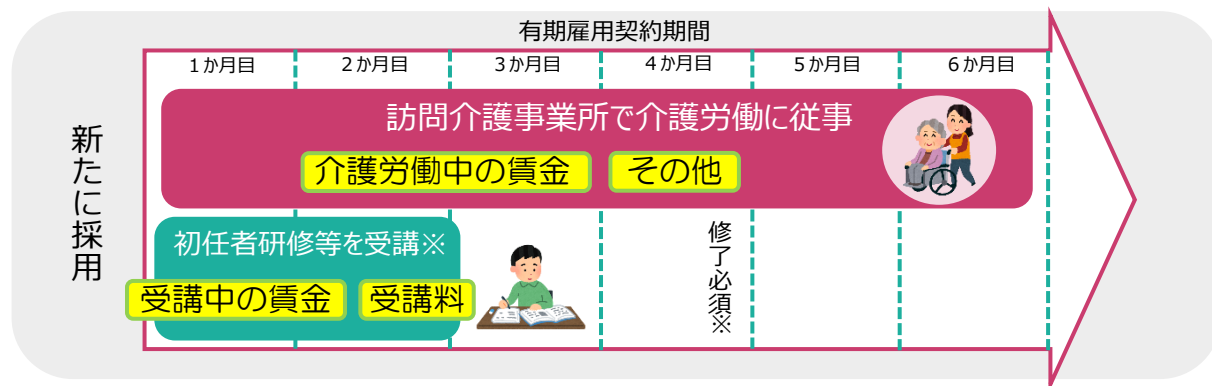 有期雇用契約期間
1か月目
2か月目
3か月目
4か月目
5か月目
6か月目
新たに採用
訪問介護事業所で介護労働に従事
介護労働中の賃金
その他
初任者研修等を受講※
受講中の賃金
受講料
修了必須※